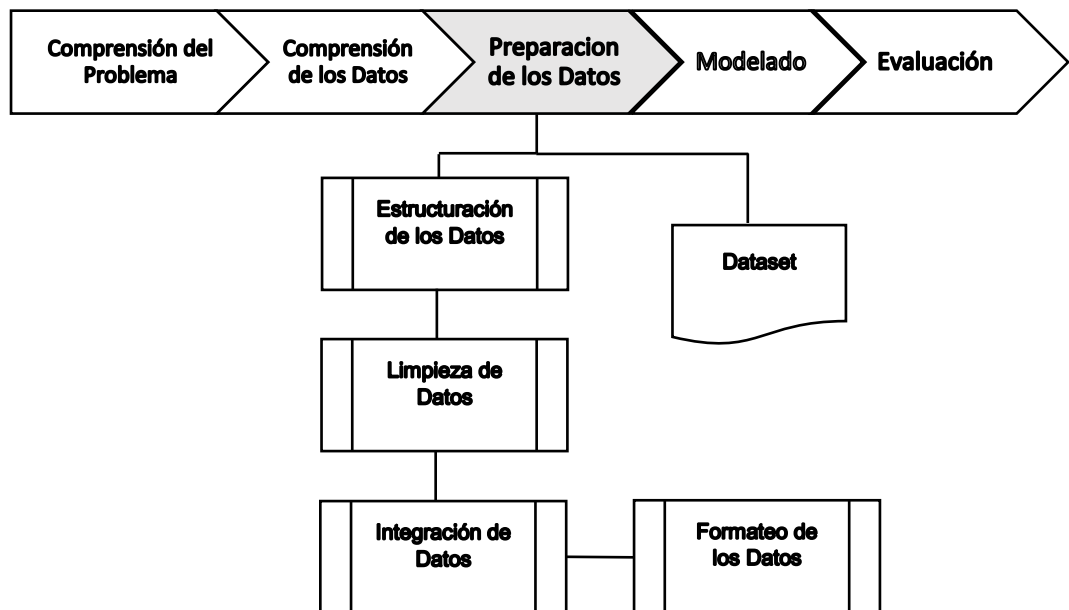 Comprensión del
Problema
Comprensión
de los Datos
Preparacion
de los Datos
Modelado
Evaluación
Estructuración
de los Datos
Dataset
Limpieza de
Datos
Integración de
Datos
Formateo de
los Datos